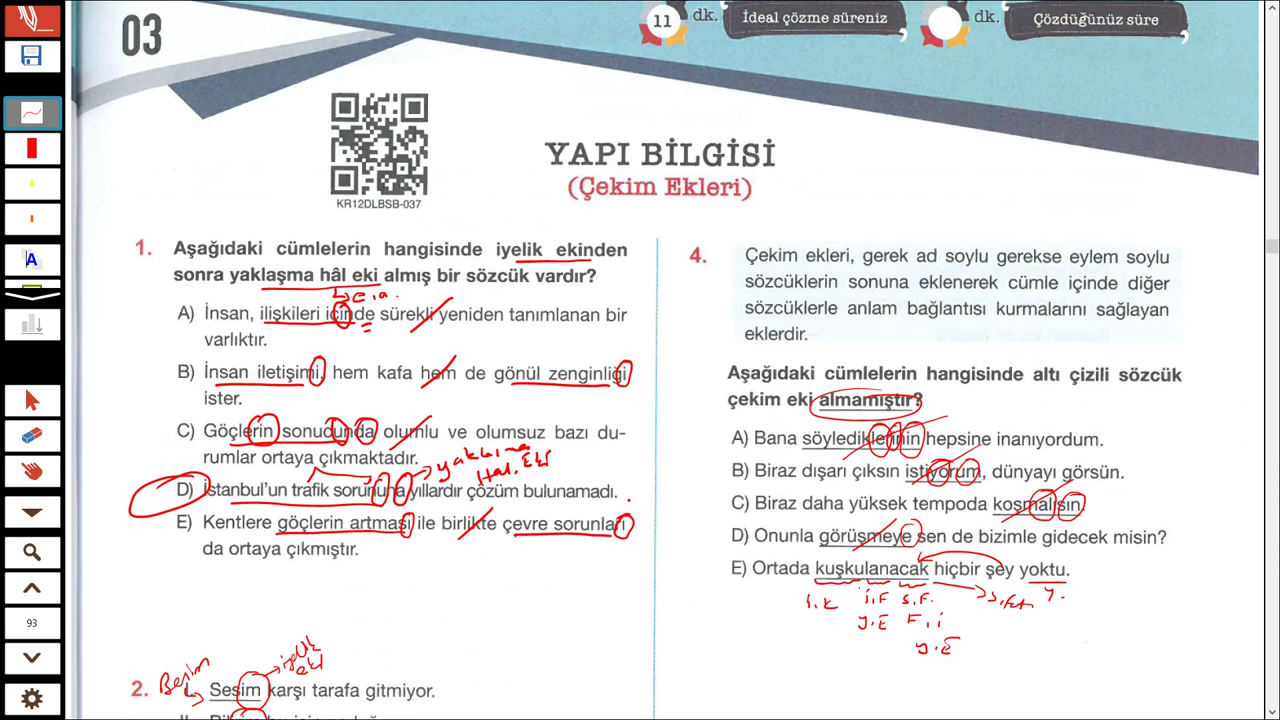 03
11 dk. İdeal çözme süreniz
dk. Çözdüğünüz süre
KR12DLBSB-037
YAPI BİLGİSİ
(Çekim Ekleri)
1. Aşağıdaki cümlelerin hangisinde iyelik ekinden
sonra yaklaşma hâl eki almış bir sözcük vardır?
e, a.
A) İnsan, ilişkileri içinde sürekli yeniden tanımlanan bir
varlıktır.
B) İnsan iletişimi, hem kafa hem de gönül zenginliği
ister.
C) Göçlerin sonucunda olumlu ve olumsuz bazı du-
rumlar ortaya çıkmaktadır.
yaklaşma
Hal. Eki
D) İstanbul’un trafik sorununa yıllardır çözüm bulunamadı.
E) Kentlere göçlerin artması ile birlikte çevre sorunları
da ortaya çıkmıştır.
iyelik
eki
Benim
2. I. Sesim karşı tarafa gitmiyor.
4. Çekim ekleri, gerek ad soylu gerekse eylem soylu
sözcüklerin sonuna eklenerek cümle içinde diğer
sözcüklerle anlam bağlantısı kurmalarını sağlayan
eklerdir.
Aşağıdaki cümlelerin hangisinde altı çizili sözcük
çekim eki almamıştır?
A) Bana söylediklerinin hepsine inanıyordum.
B) Biraz dışarı çıksın istiyorum, dünyayı görsün.
C) Biraz daha yüksek tempoda koşmalısın.
D) Onunla görüşmeye sen de bizimle gidecek misin?
E) Ortada kuşkulanacak hiçbir şey yoktu.
i.k i.F s.F. sıfat y.
y.E F.i
y.E
93